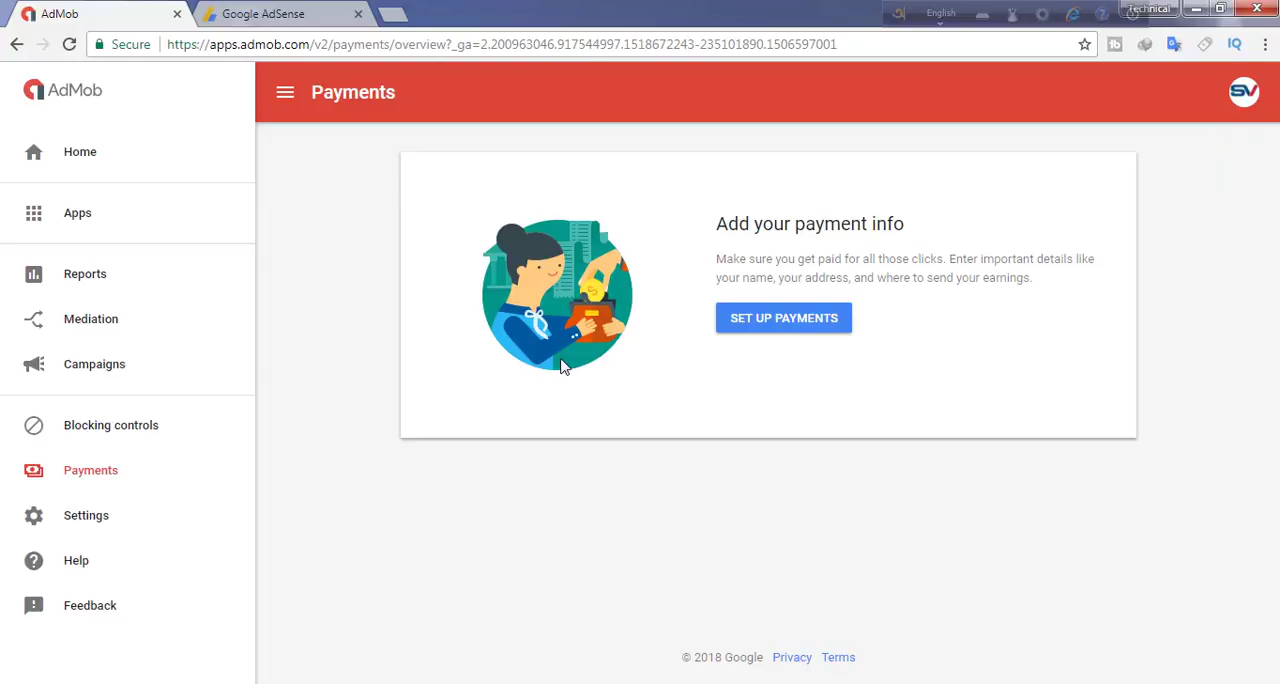 AdMob
Google AdSense
English
Technical
Secure
https://apps.admob.com/v2/payments/overview?_ga=2.200963046.917544997.1518672243-235101890.1506597001
tb
IQ
AdMob
Payments
SV
Home
Apps
Reports
Mediation
Campaigns
Blocking controls
Payments
Settings
Help
Feedback
Add your payment info
Make sure you get paid for all those clicks. Enter important details like
your name, your address, and where to send your earnings.
SET UP PAYMENTS
© 2018 Google Privacy Terms